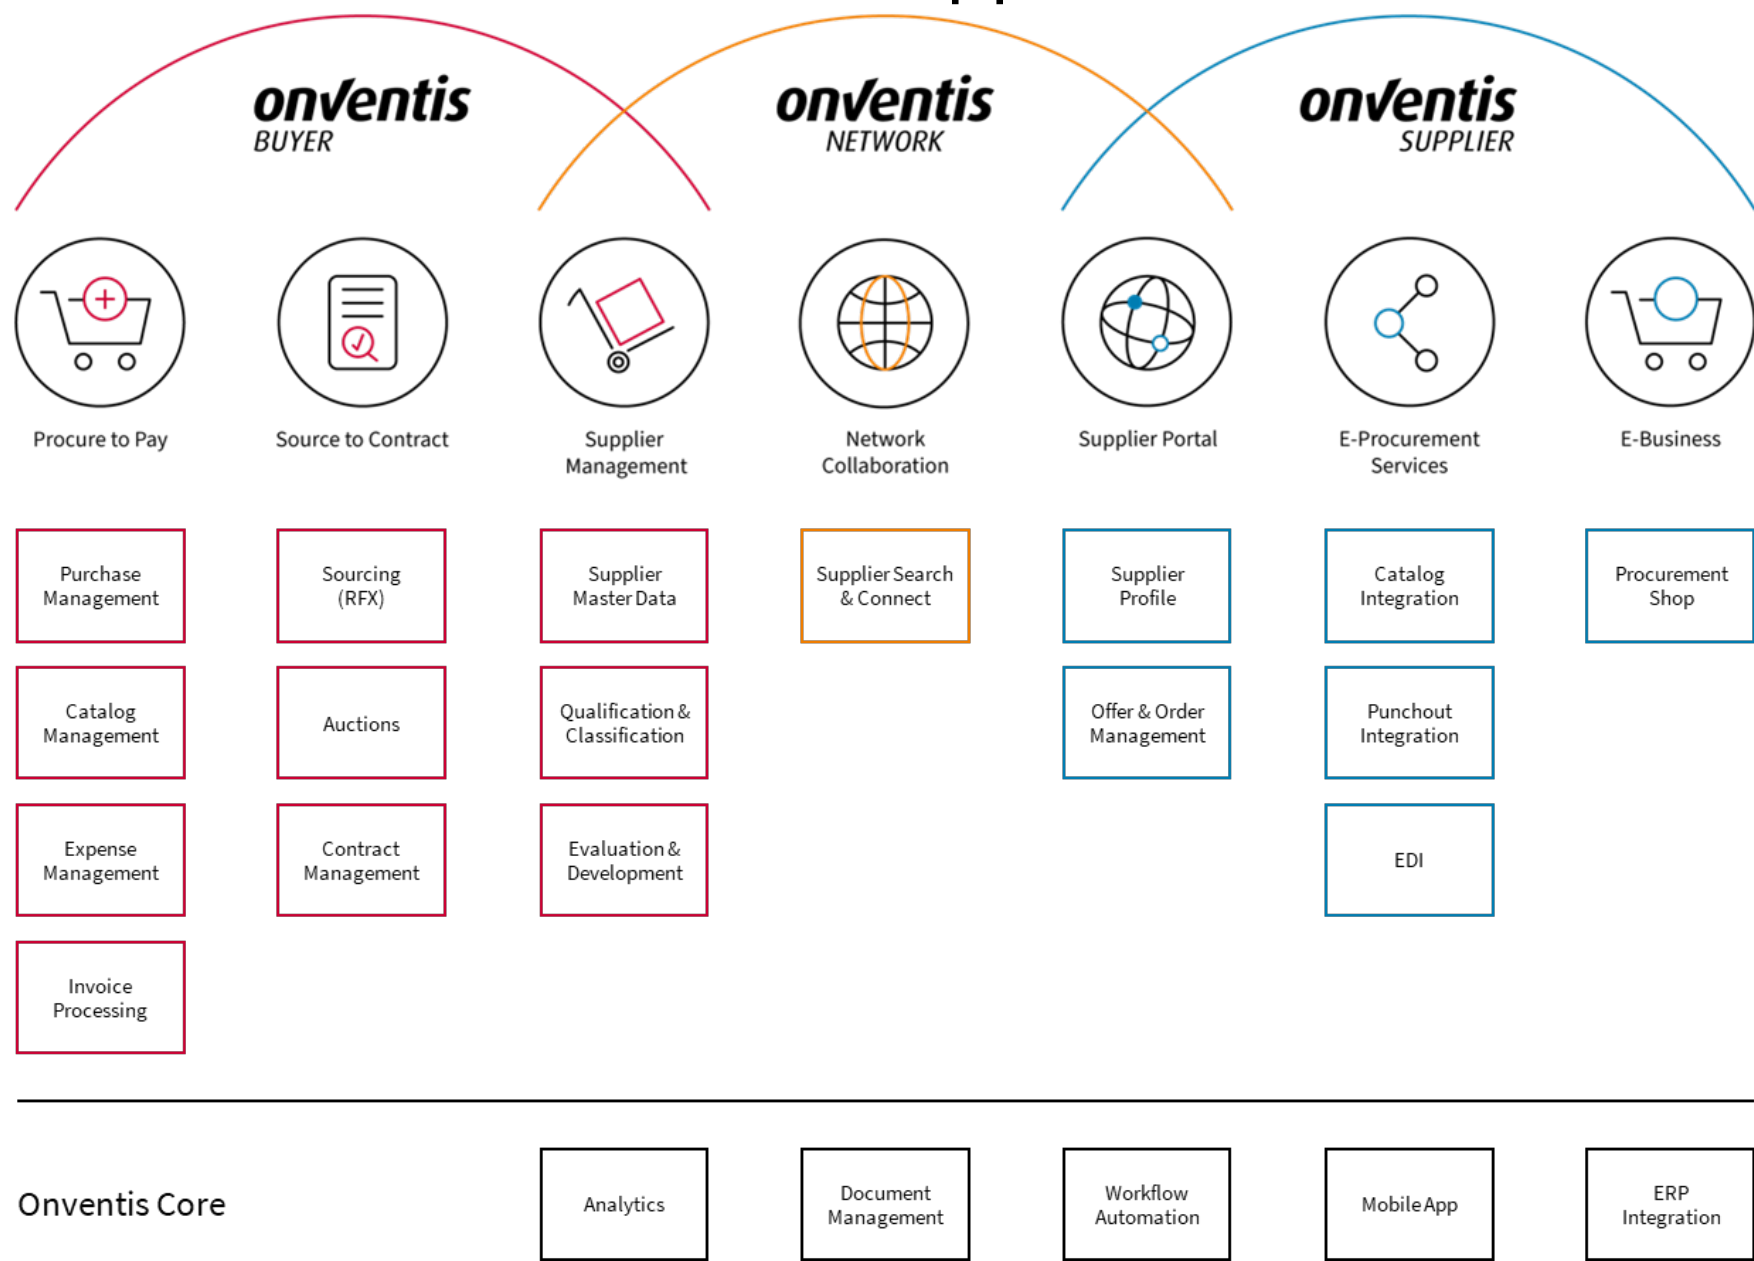 onventis
BUYER
onventis
NETWORK
onventis
SUPPLIER
Procure to Pay
Source to Contract
Supplier
Management
Network
Collaboration
Supplier Portal
E-Procurement
Services
E-Business
Purchase
Management
Sourcing
(RFX)
Supplier
Master Data
Supplier Search
& Connect
Supplier
Profile
Catalog
Integration
Procurement
Shop
Catalog
Management
Auctions
Qualification &
Classification
Offer & Order
Management
Punchout
Integration
Expense
Management
Contract
Management
Evaluation &
Development
EDI
Invoice
Processing
Onventis Core
Analytics
Document
Management
Workflow
Automation
Mobile App
ERP
Integration